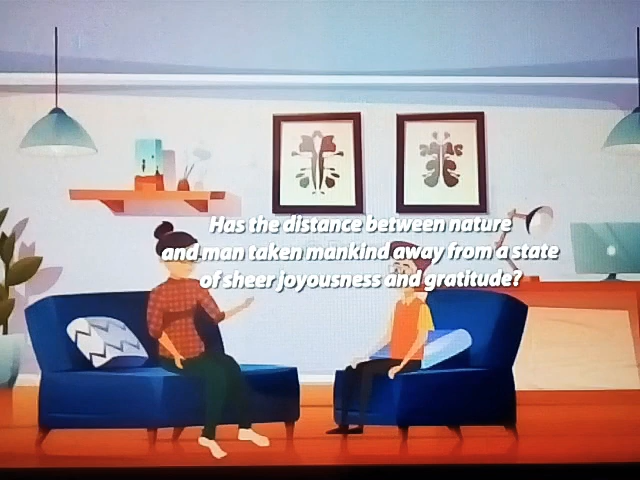 Has the distance between nature
and man taken mankind away from a state
of sheer joyousness and gratitude?